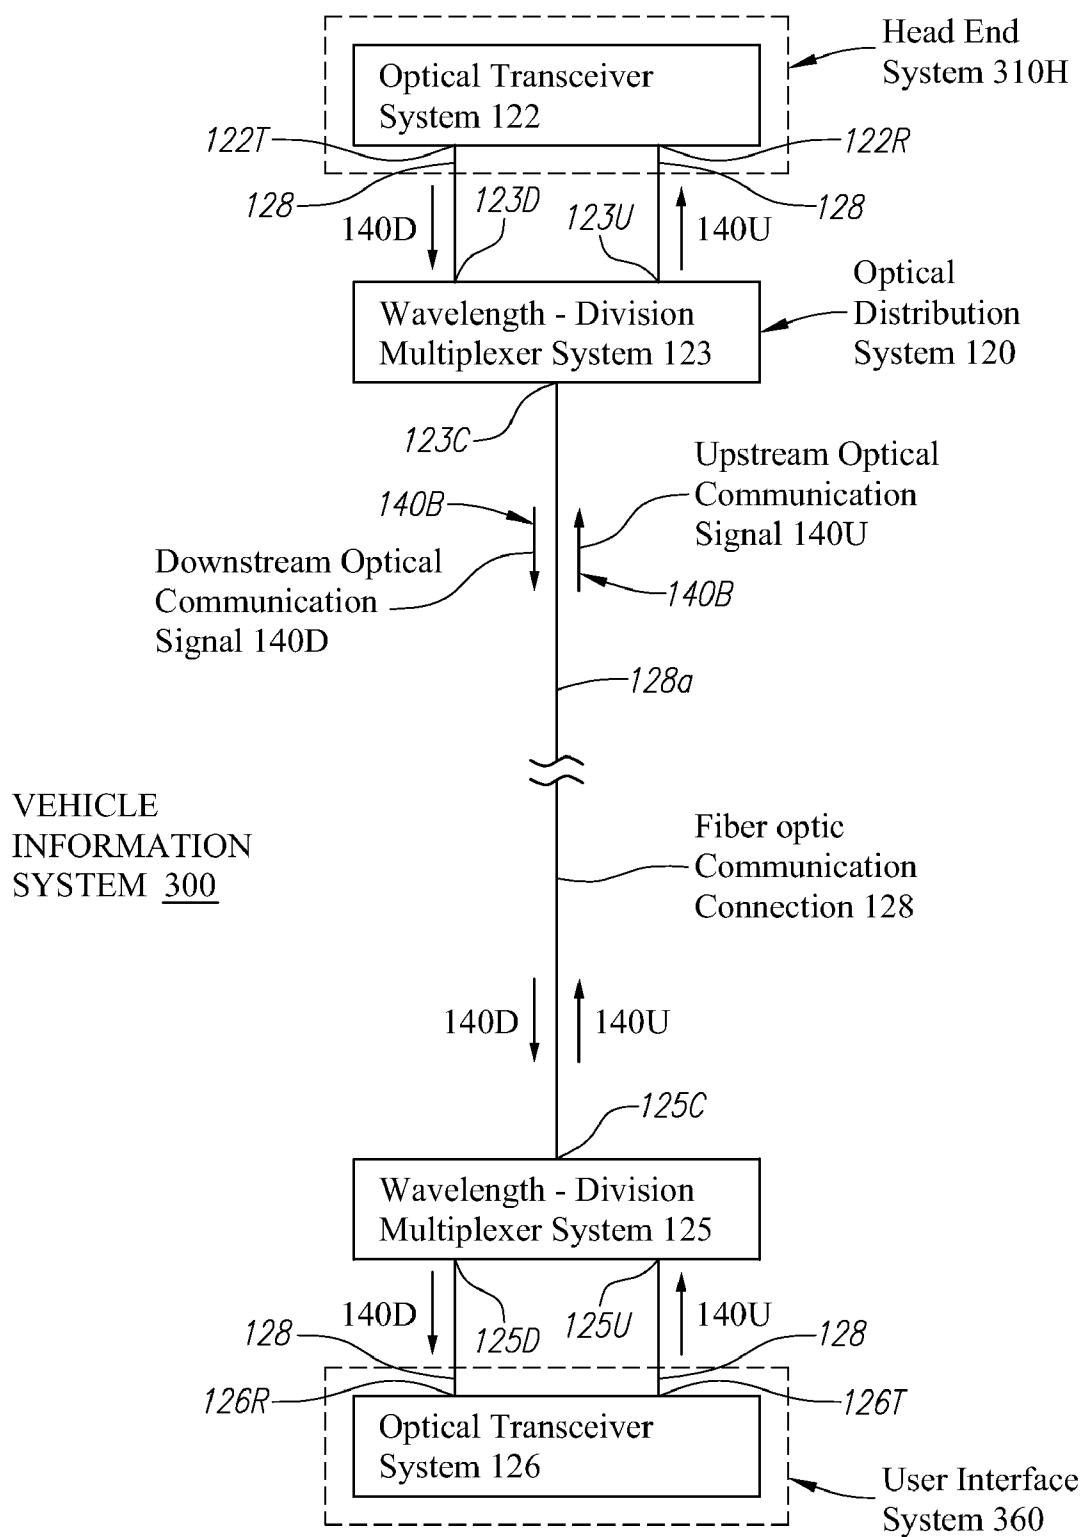 Head End
System 310H
Optical Transceiver
System 122
122T
122R
128
128
140D
123D
123U
140U
Optical
Distribution
System 120
Wavelength - Division
Multiplexer System 123
123C
Upstream Optical
Communication
Signal 140U
140B
Downstream Optical
Communication
Signal 140D
140B
128a
VEHICLE
INFORMATION
SYSTEM 300
Fiber optic
Communication
Connection 128
140D
140U
125C
Wavelength - Division
Multiplexer System 125
140D
125D
125U
140U
128
128
126R
126T
Optical Transceiver
System 126
User Interface
System 360